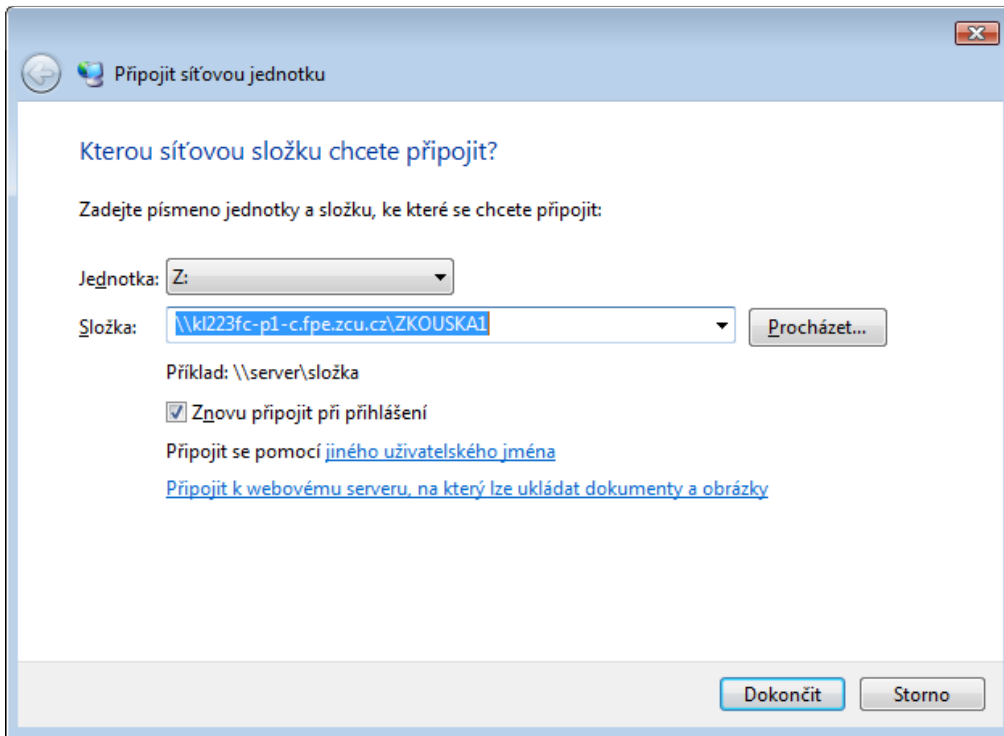 Připojit síťovou jednotku
Kterou síťovou složku chcete připojit?
Zadejte písmeno jednotky a složku, ke které se chcete připojit:
Jednotka: Z:
Složka: \\kl223fc-p1-c.fpe.zcu.cz\ZKOUSKA1 Procházet...
Příklad: \\server\složka
Znovu připojit při přihlášení
Připojit se pomocí jiného uživatelského jména
Připojit k webovému serveru, na který lze ukládat dokumenty a obrázky
Dokončit Storno